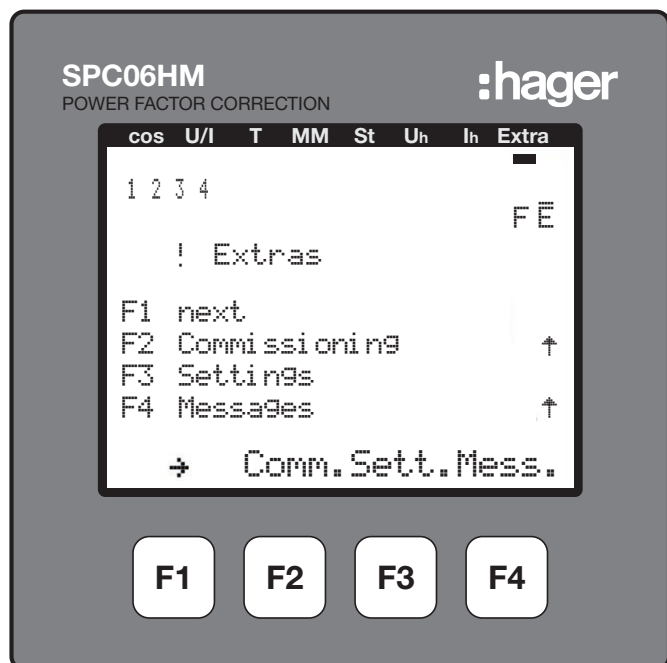 SPC06HM
:hager
POWER FACTOR CORRECTION
cos U/I T MM St Uh Ih Extra
1 2 3 4
F Ē
! Extras
F1 next
F2 Commissioning ↑
F3 Settings
F4 Messages ↑
→ Comm.Sett.Mess.
F1 F2 F3 F4